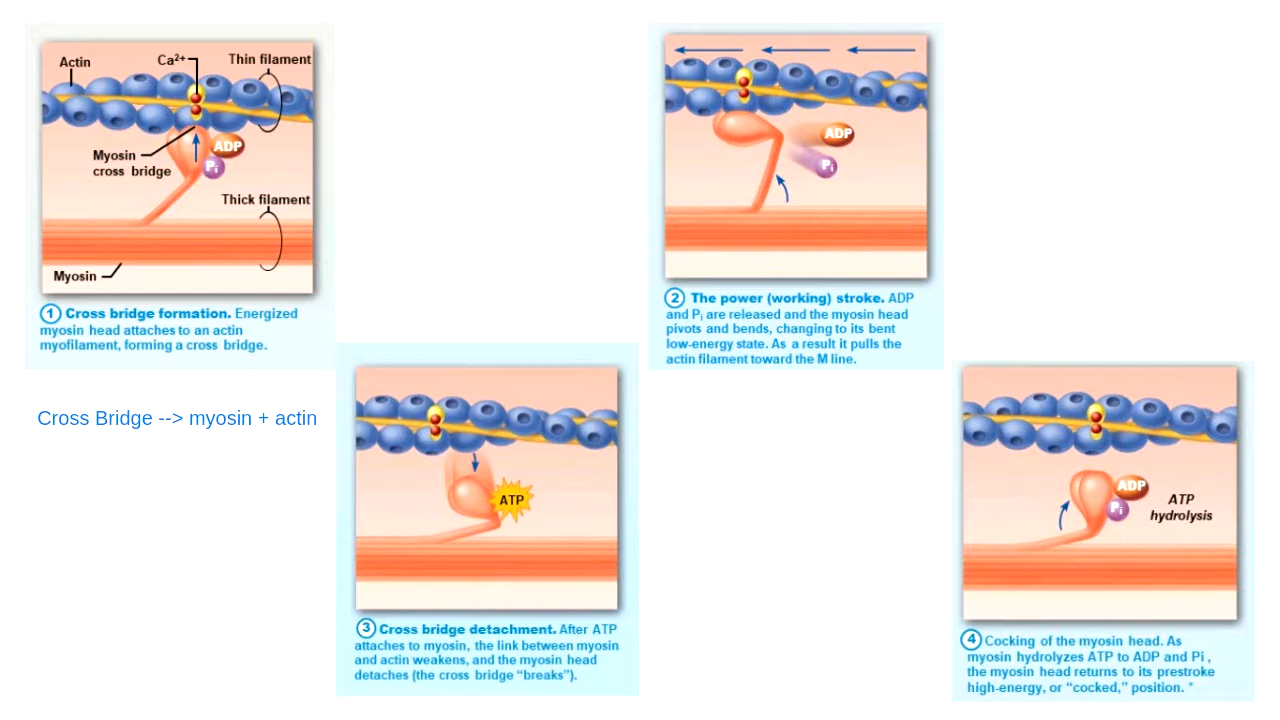 Actin
Ca2+
Thin filament
ADP
Pi
Myosin
cross bridge
Thick filament
Myosin
1 Cross bridge formation. Energized
myosin head attaches to an actin
myofilament, forming a cross bridge.
Cross Bridge --> myosin + actin
ADP
Pi
2 The power (working) stroke. ADP
and Pi are released and the myosin head
pivots and bends, changing to its bent
low-energy state. As a result it pulls the
actin filament toward the M line.
ATP
3 Cross bridge detachment. After ATP
attaches to myosin, the link between myosin
and actin weakens, and the myosin head
detaches (the cross bridge “breaks”).
ADP
Pi
ATP
hydrolysis
4 Cocking of the myosin head. As
myosin hydrolyzes ATP to ADP and Pi ,
the myosin head returns to its prestroke
high-energy, or “cocked,” position. *